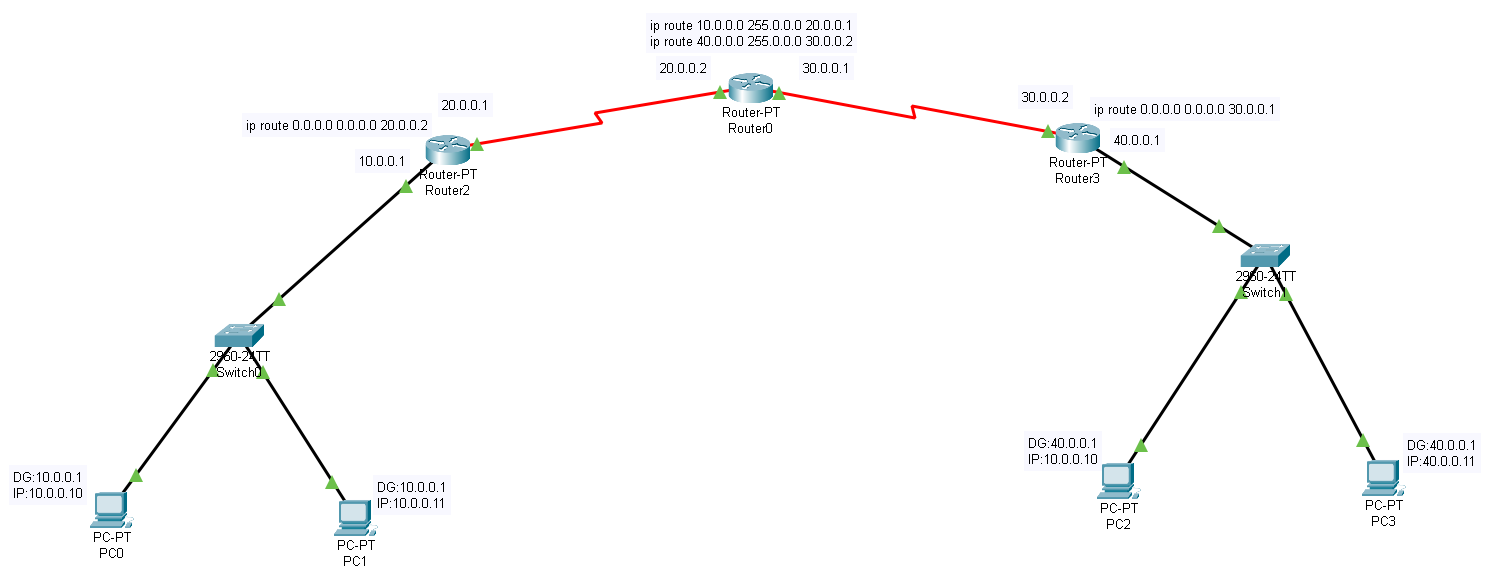 ip route 10.0.0.0 255.0.0.0 20.0.0.1
ip route 40.0.0.0 255.0.0.0 30.0.0.2
20.0.0.2
30.0.0.1
Router-PT
Router0
20.0.0.1
ip route 0.0.0.0 0.0.0.0 20.0.0.2
10.0.0.1
Router-PT
Router2
30.0.0.2
ip route 0.0.0.0 0.0.0.0 30.0.0.1
40.0.0.1
Router-PT
Router3
2960-24TT
Switch0
2960-24TT
Switch1
DG:10.0.0.1
IP:10.0.0.10
PC-PT
PC0
DG:10.0.0.1
IP:10.0.0.11
PC-PT
PC1
DG:40.0.0.1
IP:10.0.0.10
PC-PT
PC2
DG:40.0.0.1
IP:40.0.0.11
PC-PT
PC3